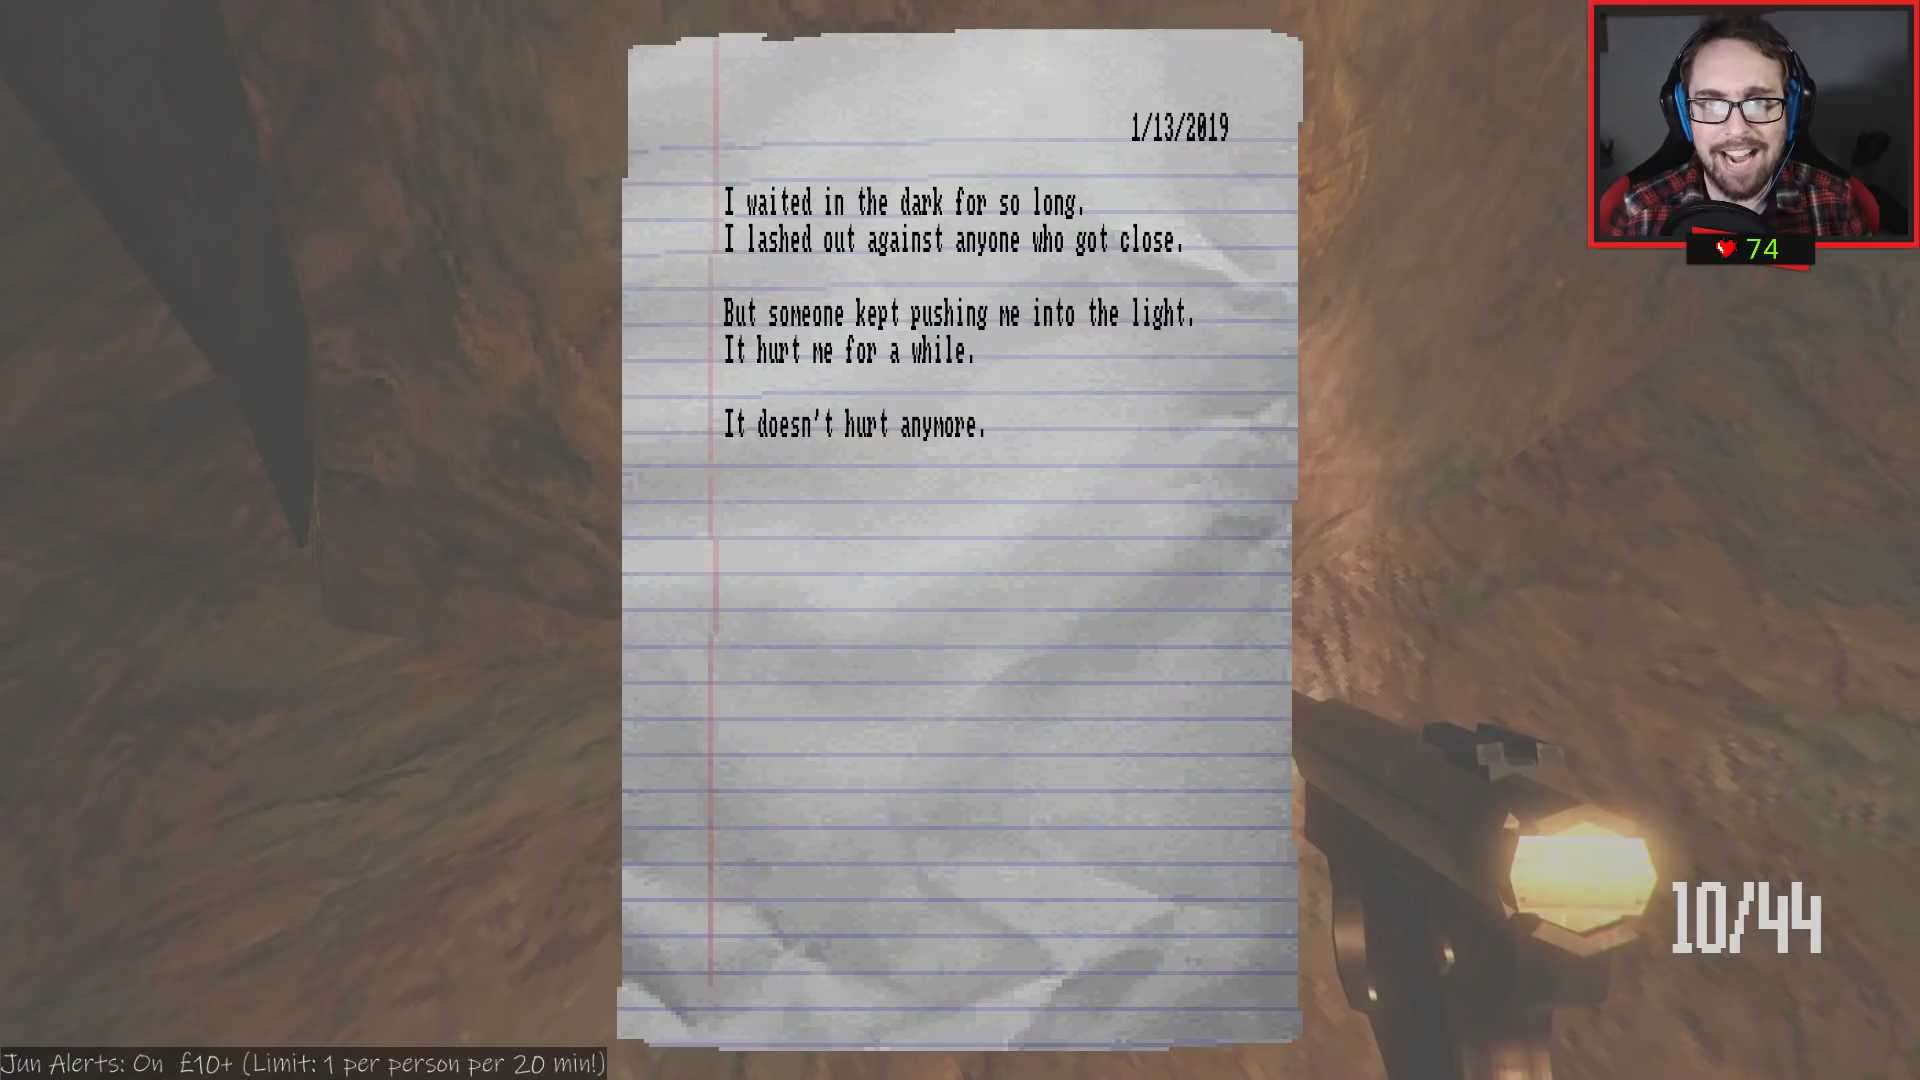 1/13/2019
I waited in the dark for so long.
I lashed out against anyone who got close.
But someone kept pushing me into the light.
It hurt me for a while.
It doesn't hurt anymore.
74
10/44
Jun Alerts: On £10+ (Limit: 1 per person per 20 min!)